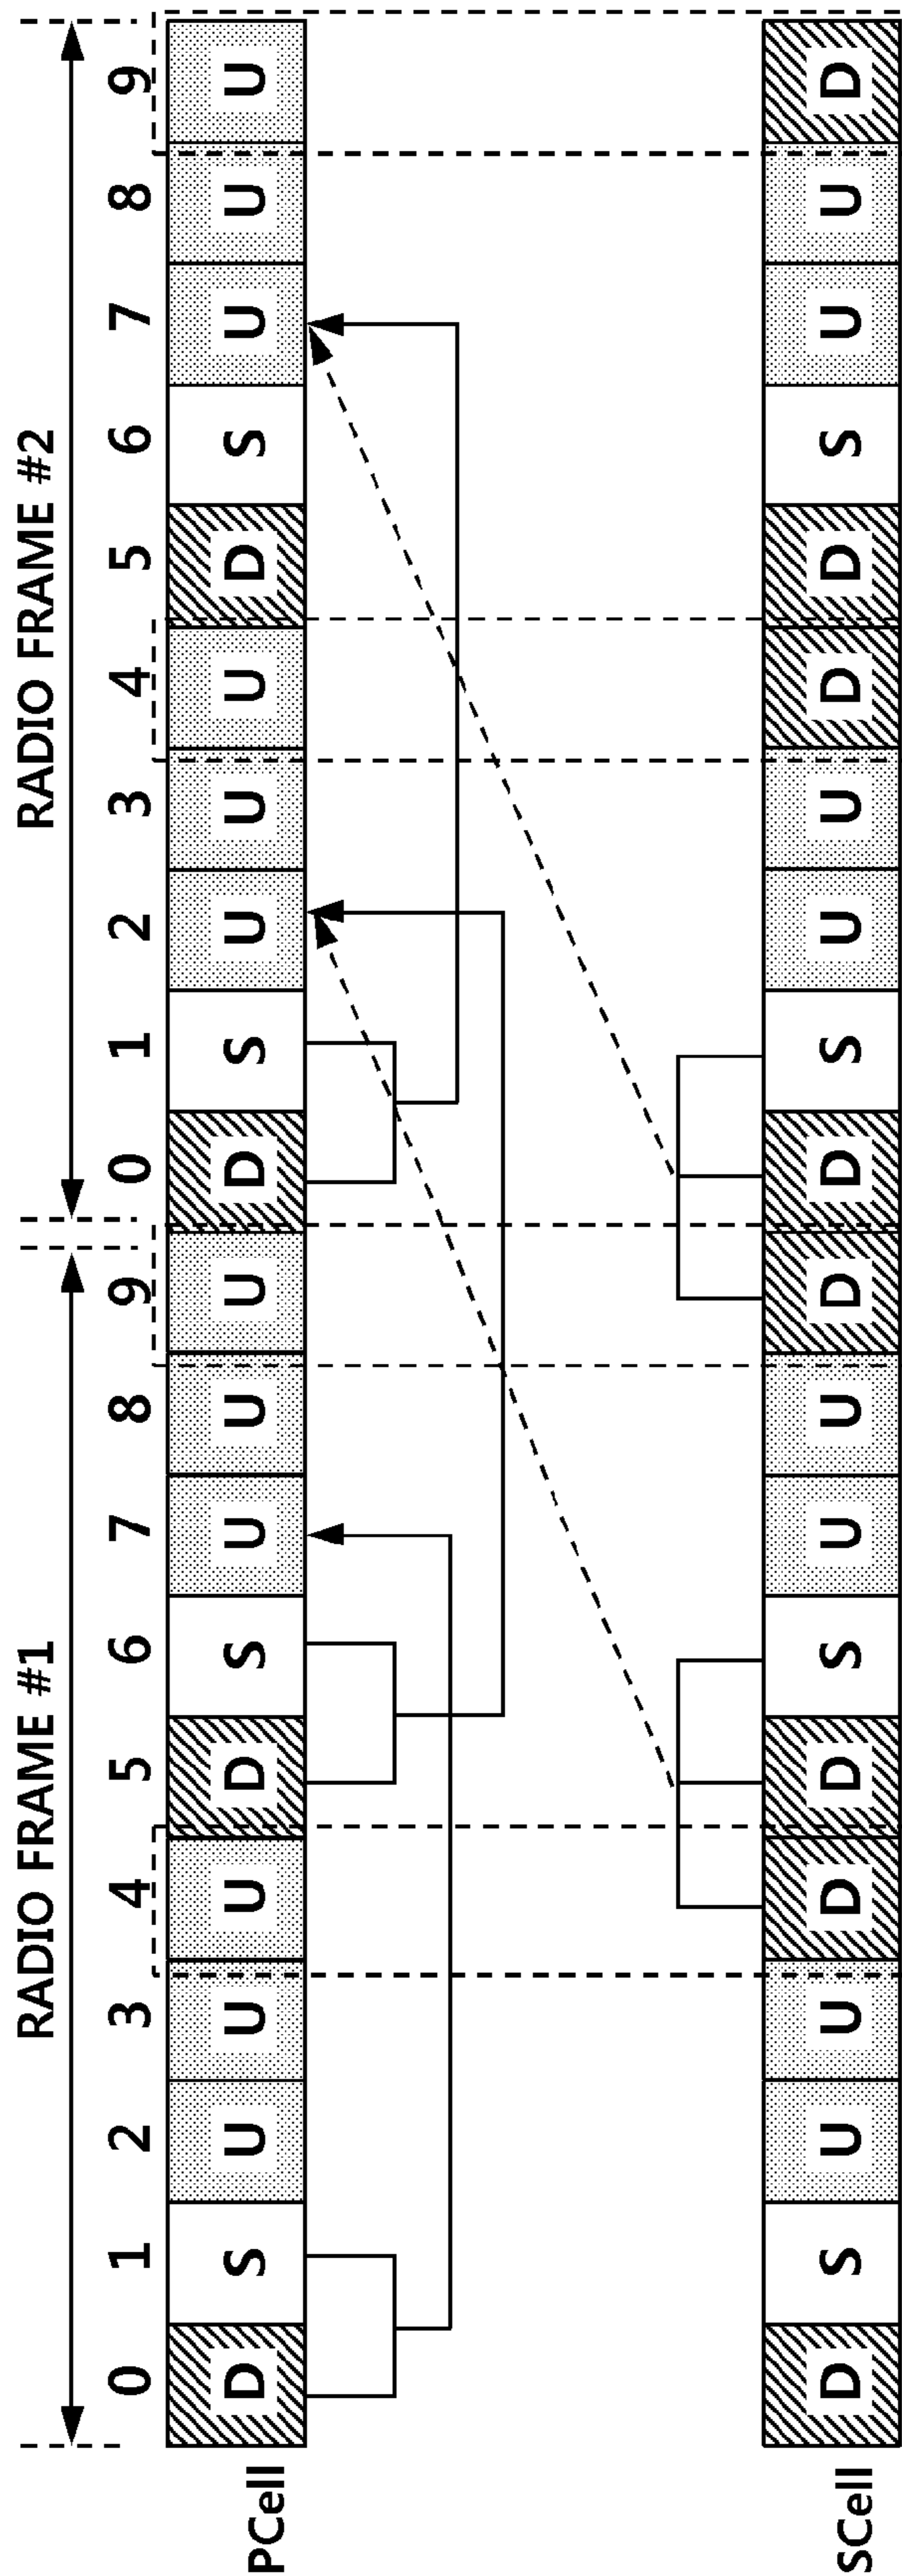 RADIO FRAME #1 RADIO FRAME #2
0 1 2 3 4 5 6 7 8 9 0 1 2 3 4 5 6 7 8 9
PCell D S U U U D S U U U D S U U U D S U U U
SCell D S U U D D S U U D D S U U D D S U U D